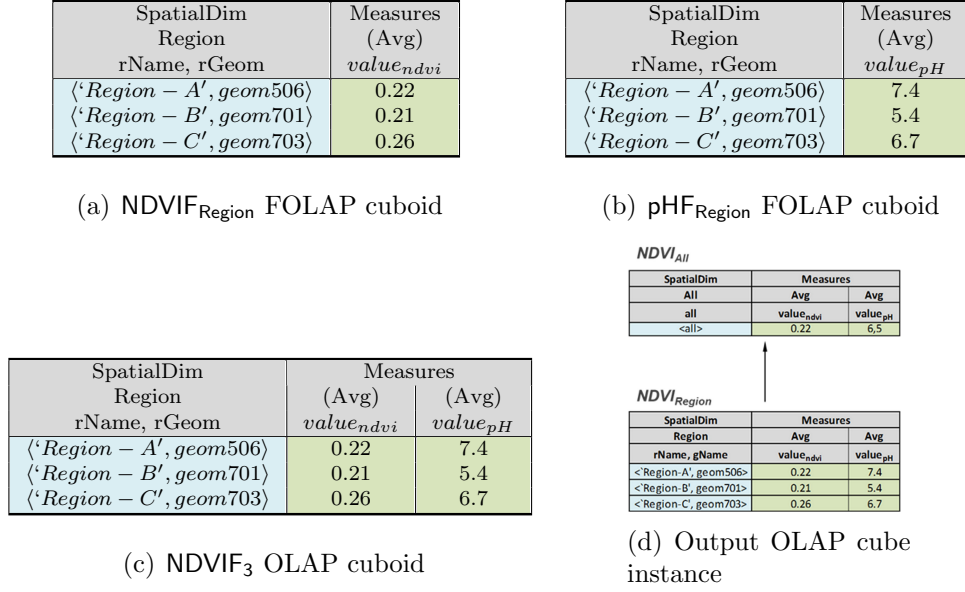 SpatialDim Measures
Region (Avg)
rName, rGeom value_ndvi
⟨‘Region − A′, geom506⟩ 0.22
⟨‘Region − B′, geom701⟩ 0.21
⟨‘Region − C′, geom703⟩ 0.26
(a) NDVIF_Region FOLAP cuboid
SpatialDim Measures
Region (Avg)
rName, rGeom value_pH
⟨‘Region − A′, geom506⟩ 7.4
⟨‘Region − B′, geom701⟩ 5.4
⟨‘Region − C′, geom703⟩ 6.7
(b) pHF_Region FOLAP cuboid
SpatialDim Measures
Region (Avg) (Avg)
rName, rGeom value_ndvi value_pH
⟨‘Region − A′, geom506⟩ 0.22 7.4
⟨‘Region − B′, geom701⟩ 0.21 5.4
⟨‘Region − C′, geom703⟩ 0.26 6.7
(c) NDVIF_3 OLAP cuboid
NDVI_All
SpatialDim Measures
All Avg Avg
all value_ndvi value_pH
<all> 0.22 6,5
NDVI_Region
SpatialDim Measures
Region Avg Avg
rName, gName value_ndvi value_pH
<`Region-A', geom506> 0.22 7.4
<`Region-B', geom701> 0.21 5.4
<`Region-C', geom703> 0.26 6.7
(d) Output OLAP cube
instance